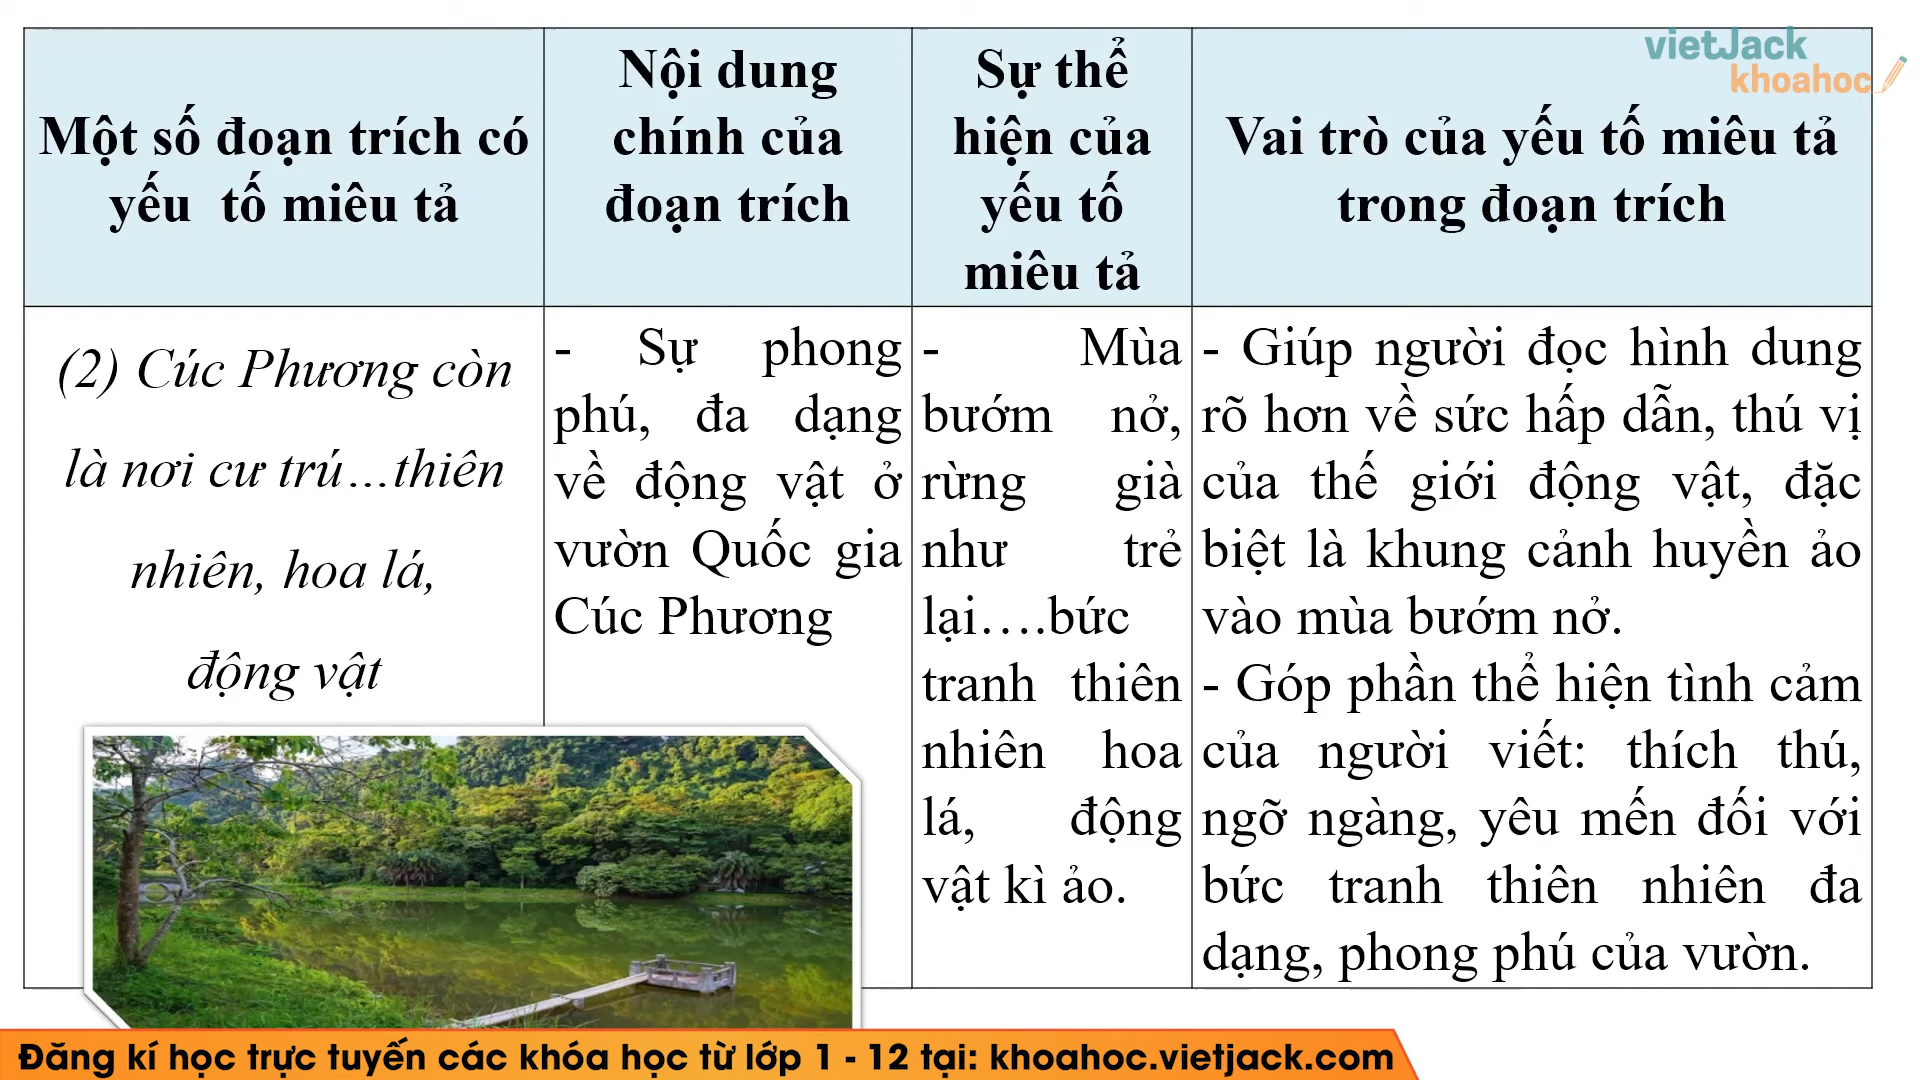 vietJack
khoahoc
Một số đoạn trích có
yếu tố miêu tả
Nội dung
chính của
đoạn trích
Sự thể
hiện của
yếu tố
miêu tả
Vai trò của yếu tố miêu tả
trong đoạn trích
(2) Cúc Phương còn
là nơi cư trú...thiên
nhiên, hoa lá,
động vật
- Sự phong
phú, đa dạng
về động vật ở
vườn Quốc gia
Cúc Phương
- Mùa
bướm nở,
rừng già
như trẻ
lại....bức
tranh thiên
nhiên hoa
lá, động
vật kì ảo.
- Giúp người đọc hình dung
rõ hơn về sức hấp dẫn, thú vị
của thế giới động vật, đặc
biệt là khung cảnh huyền ảo
vào mùa bướm nở.
- Góp phần thể hiện tình cảm
của người viết: thích thú,
ngỡ ngàng, yêu mến đối với
bức tranh thiên nhiên đa
dạng, phong phú của vườn.
Đăng kí học trực tuyến các khóa học từ lớp 1 - 12 tại: khoahoc.vietjack.com